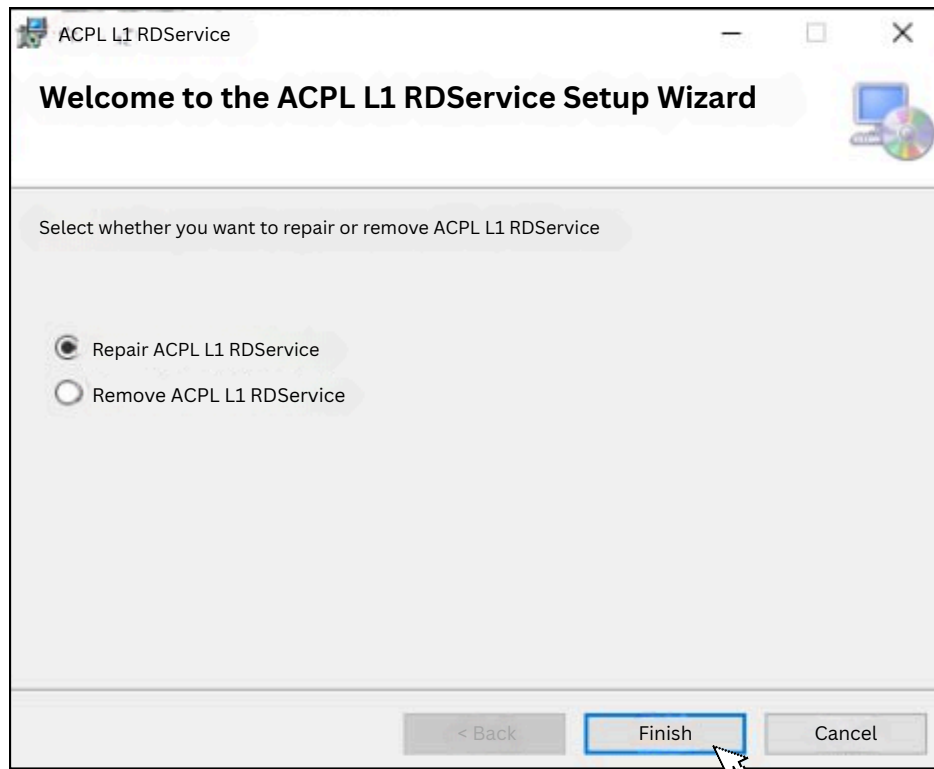 ACPL L1 RDService
Welcome to the ACPL L1 RDService Setup Wizard
Select whether you want to repair or remove ACPL L1 RDService
Repair ACPL L1 RDService
Remove ACPL L1 RDService
< Back Finish Cancel